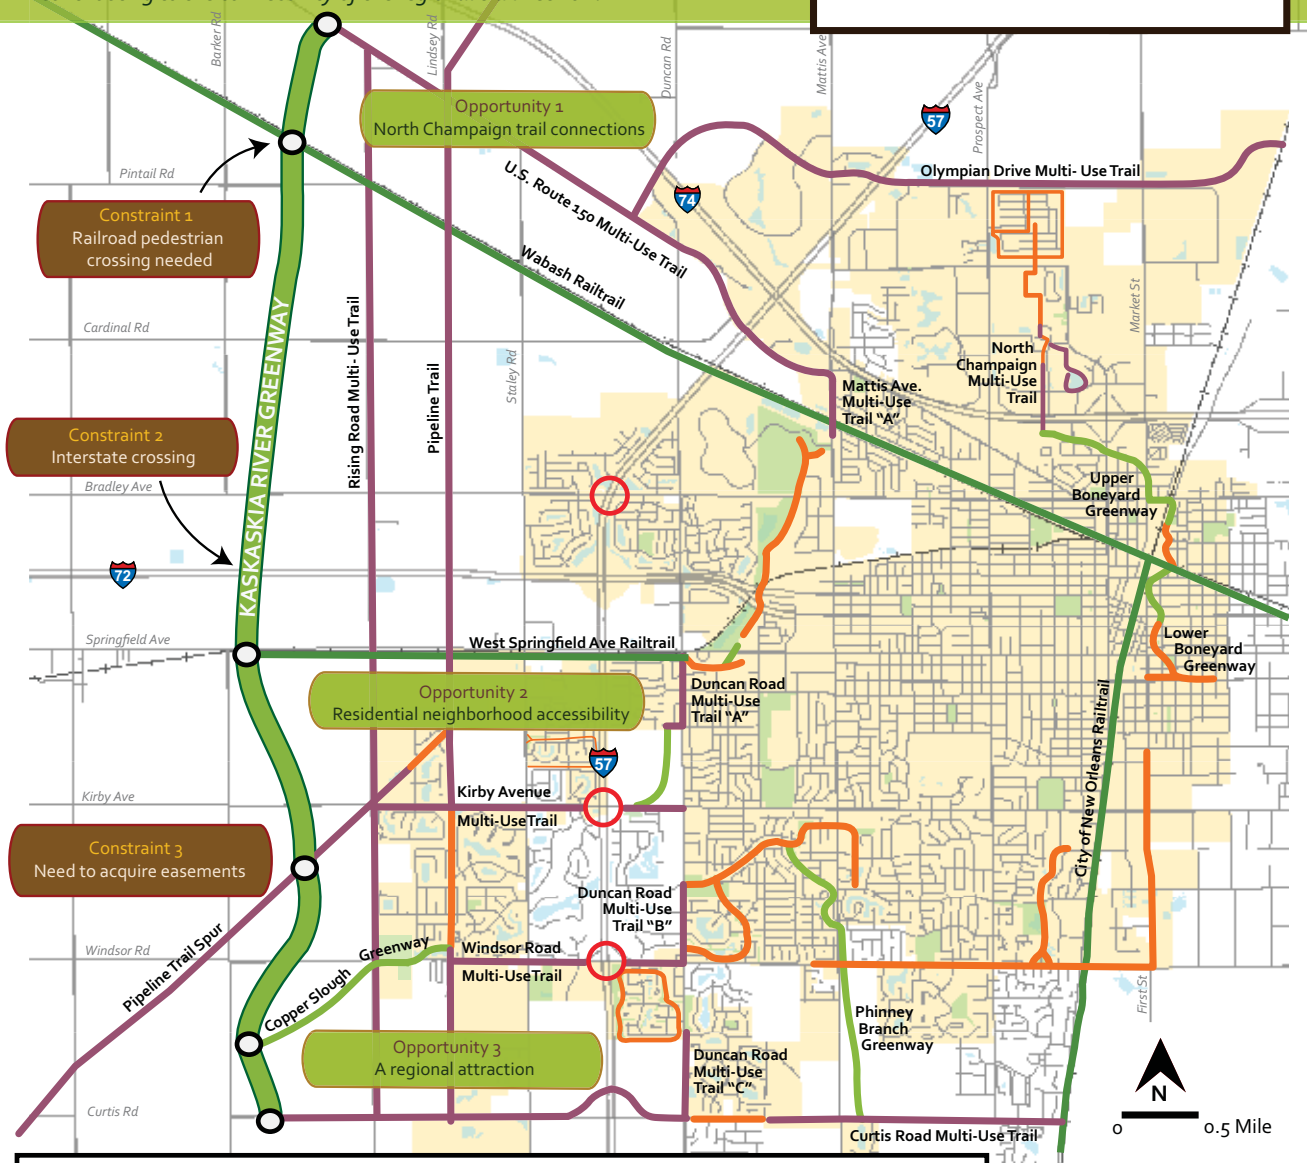 Barker Rd
Lindsey Rd
Duncan Rd
Mattis Ave
Prospect Ave
57
Opportunity 1
North Champaign trail connections
Pintail Rd
Olympian Drive Multi- Use Trail
74
U.S. Route 150 Multi-Use Trail
Constraint 1
Railroad pedestrian
crossing needed
Wabash Railtrail
Market St
Cardinal Rd
KASKASKIA RIVER GREENWAY
Rising Road Multi- Use Trail
Pipeline Trail
Staley Rd
North
Champaign
Multi-Use
Trail
Mattis Ave.
Multi-Use
Trail “A”
Constraint 2
Interstate crossing
Bradley Ave
Upper
Boneyard
Greenway
72
Springfield Ave
West Springfield Ave Railtrail
Lower
Boneyard
Greenway
Opportunity 2
Residential neighborhood accessibility
Duncan Road
Multi-Use
Trail “A”
City of New Orleans Railtrail
57
Kirby Ave
Kirby Avenue
Multi-UseTrail
Constraint 3
Need to acquire easements
Duncan Road
Multi-Use
Trail “B”
Windsor Rd
Pipeline Trail Spur
Copper Slough Greenway
Windsor Road
Multi-UseTrail
First St
Phinney
Branch
Greenway
Opportunity 3
A regional attraction
Duncan Road
Multi-Use
Trail “C”
N
0 0.5 Mile
Curtis Rd
Curtis Road Multi-Use Trail